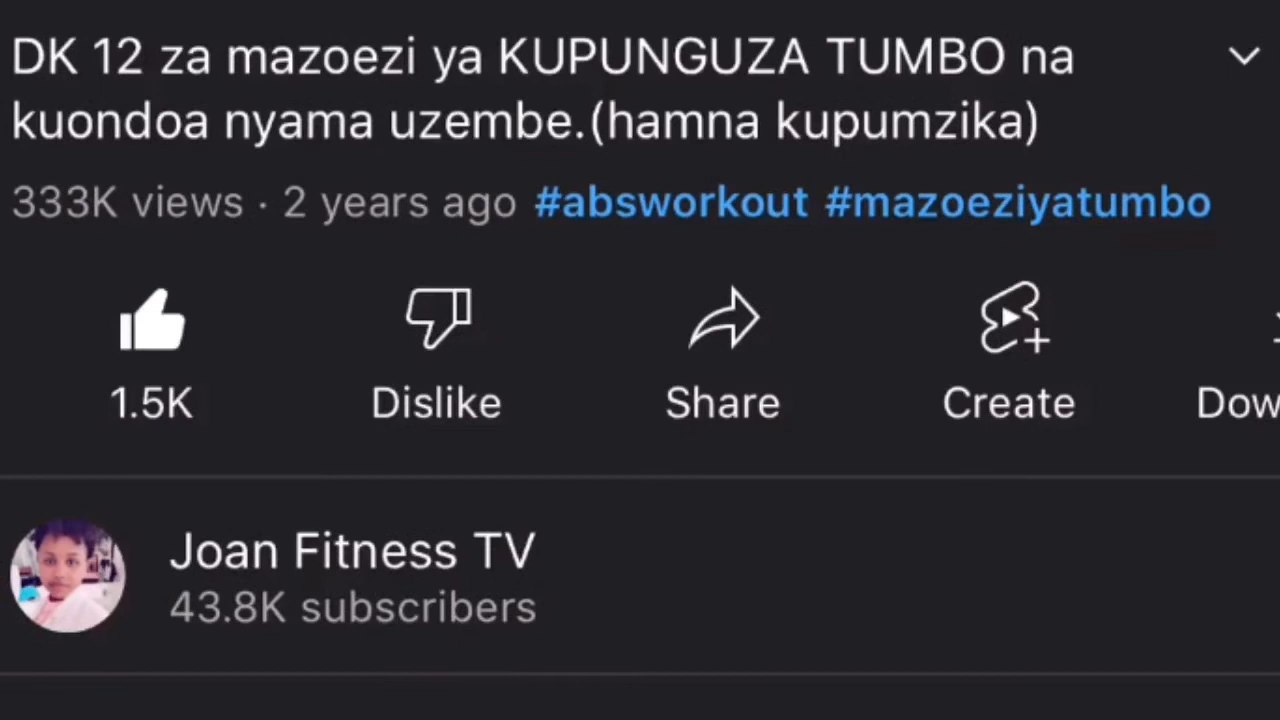 DK 12 za mazoezi ya KUPUNGUZA TUMBO na
kuondoa nyama uzembe.(hamna kupumzika)
333K views · 2 years ago #absworkout #mazoeziyatumbo
1.5K Dislike Share Create Dow
Joan Fitness TV
43.8K subscribers